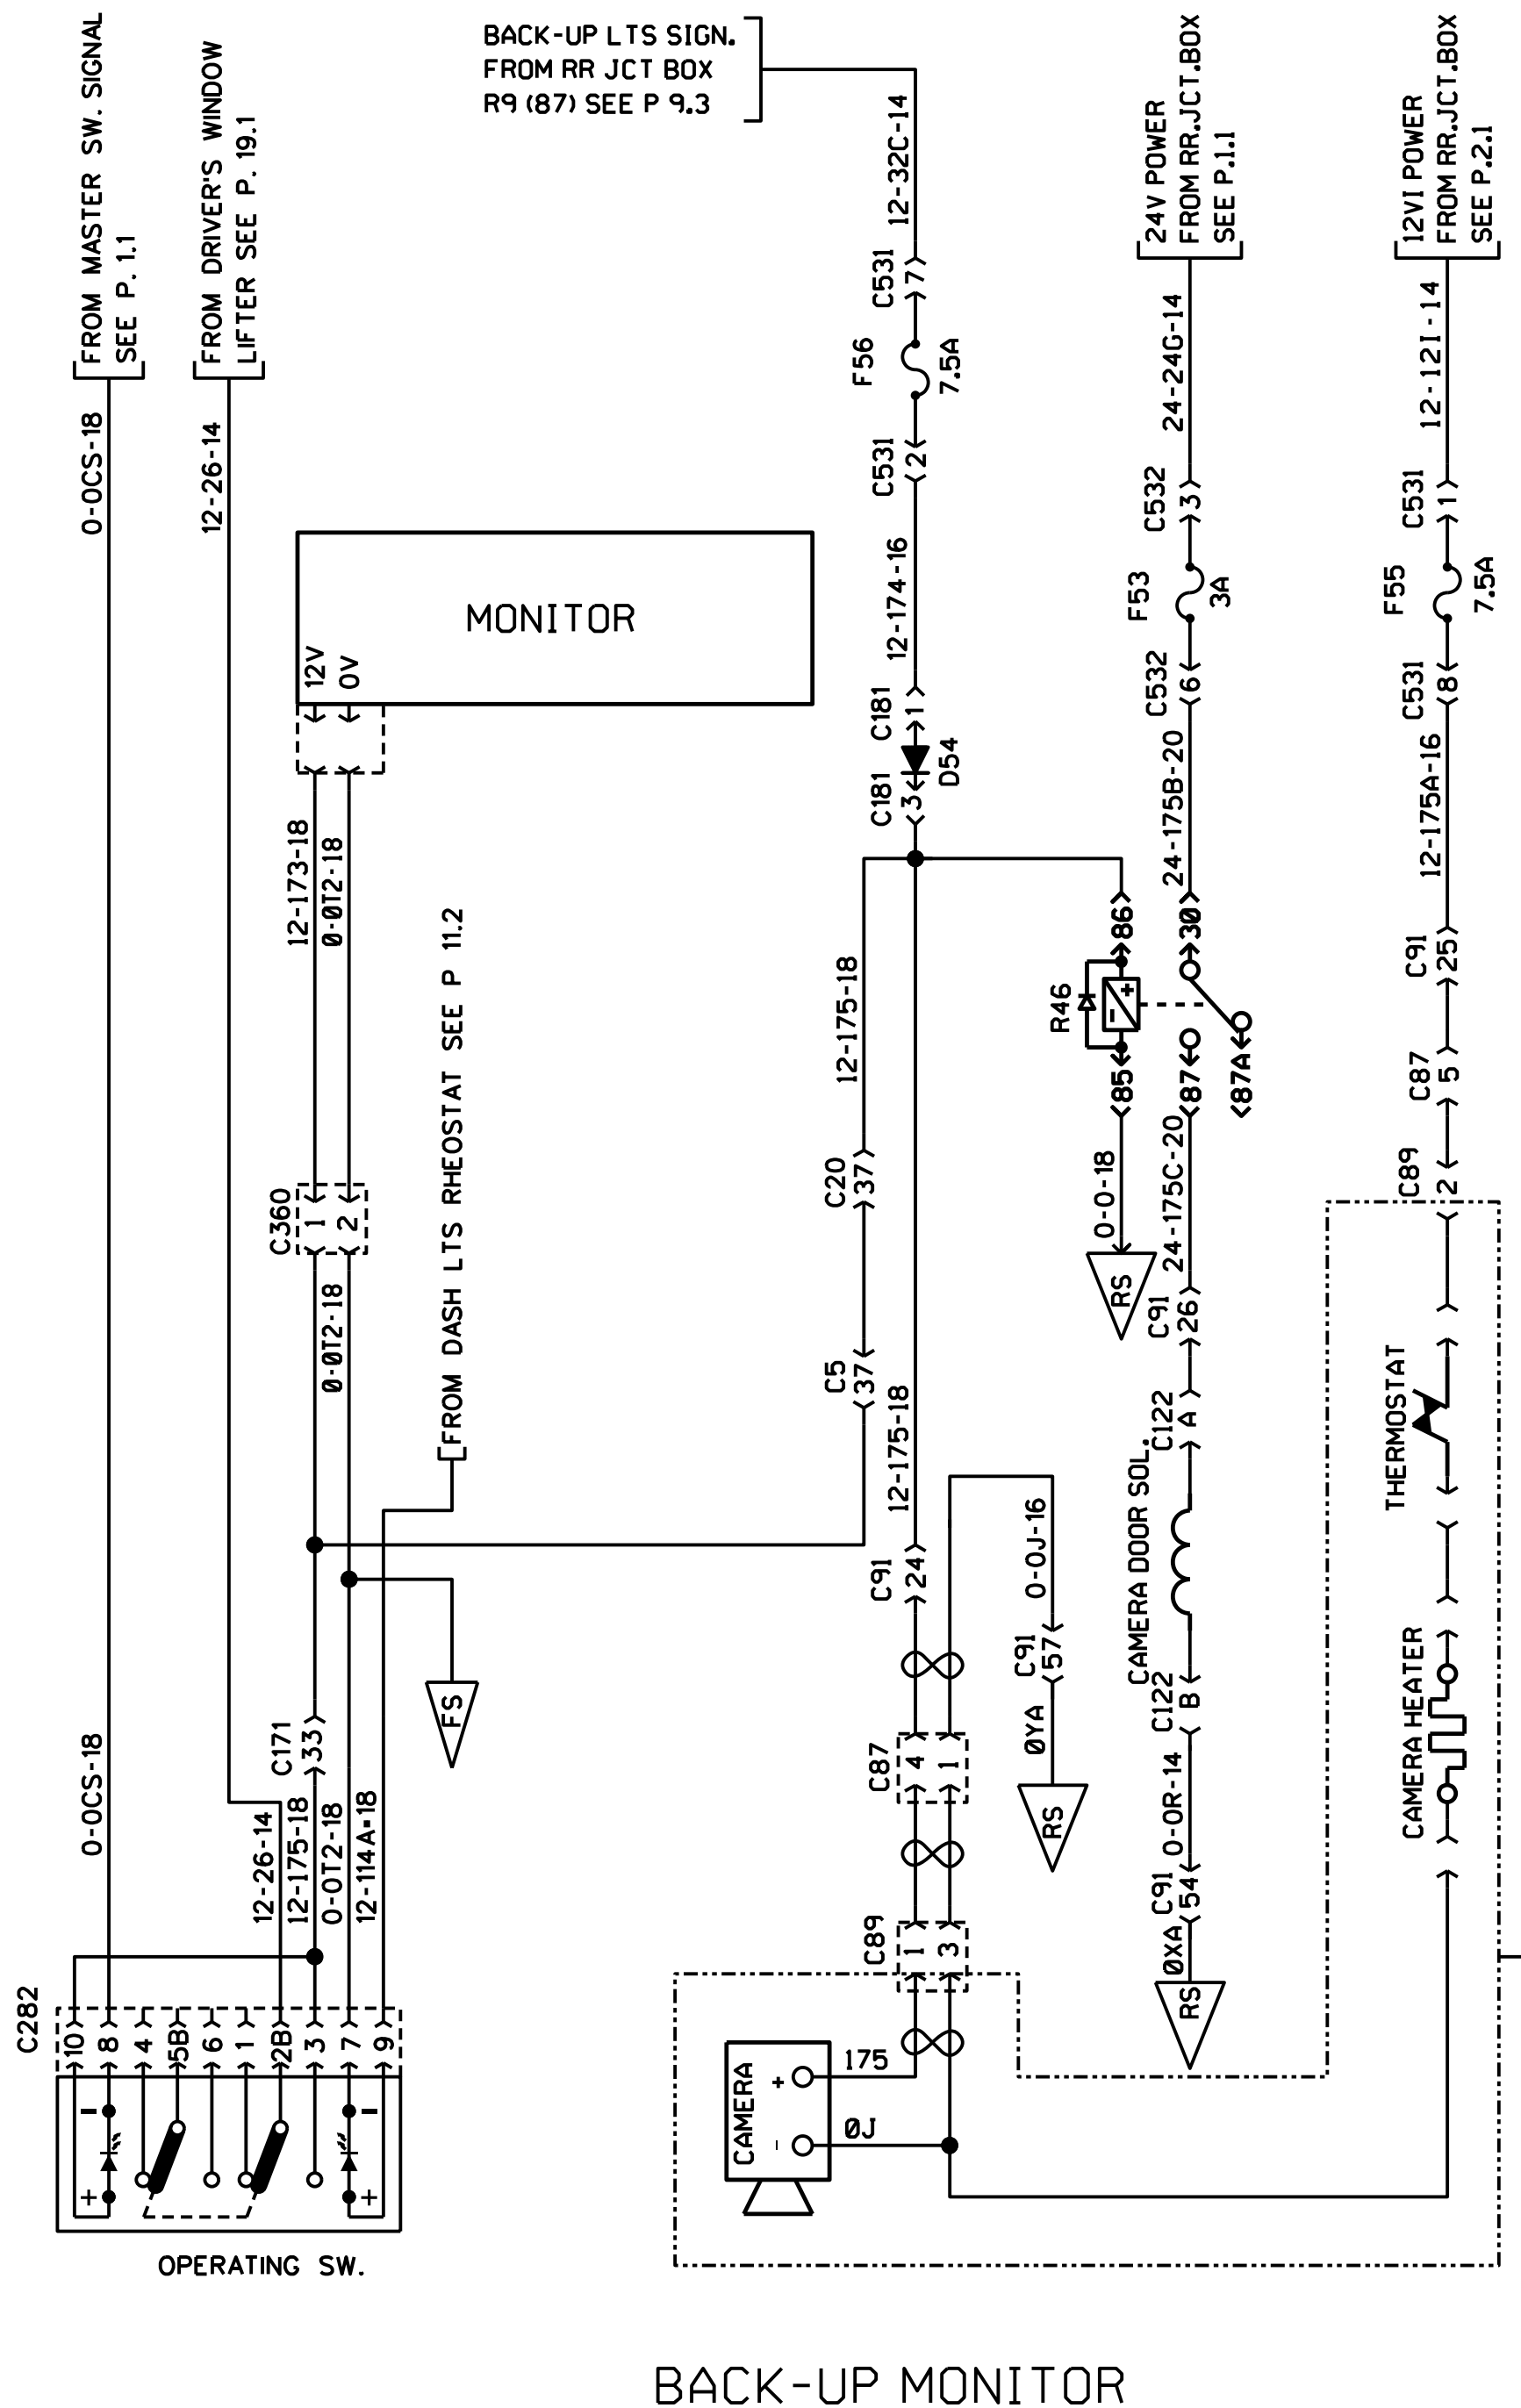 FROM MASTER SW. SIGNAL
SEE P. 1.1
FROM DRIVER'S WINDOW
LIFTER SEE P. 19.1
BACK-UP LTS SIGN.
FROM RR JCT BOX
R9 (87) SEE P 9.3
24V POWER
FROM RR.JCT.BOX
SEE P.1.1
12VI POWER
FROM RR.JCT.BOX
SEE P.2.1
0-0CS-18
12-26-14
12-32C-14
C531
7
F56
7.5A
C531
2
12-174-16
C181
1
D54
C181
3
24-24G-14
C532
3
F53
3A
C532
6
24-175B-20
12-12I-14
C531
1
F55
7.5A
C531
8
12-175A-16
MONITOR
12V
0V
12-173-18
0-0T2-18
FROM DASH LTS RHEOSTAT SEE P 11.2
C360
1
2
0-0T2-18
12-175-18
C20
37
C5
37
12-175-18
R46
86
30
+
-
85
87
87A
0-0-18
RS
24-175C-20
C91
26
C122
A
CAMERA DOOR SOL.
C122
B
0-0R-14
C91
54
0XA
RS
C91
25
C87
5
C89
2
THERMOSTAT
CAMERA HEATER
C91
24
0-0J-16
C91
57
0YA
RS
C87
4
1
C89
1
3
FS
C171
33
0-0CS-18
12-26-14
12-175-18
0-0T2-18
12-114A-18
C282
10
8
4
5B
6
1
2B
3
7
9
-
-
+
+
OPERATING SW.
CAMERA
+
-
175
0J
BACK-UP MONITOR